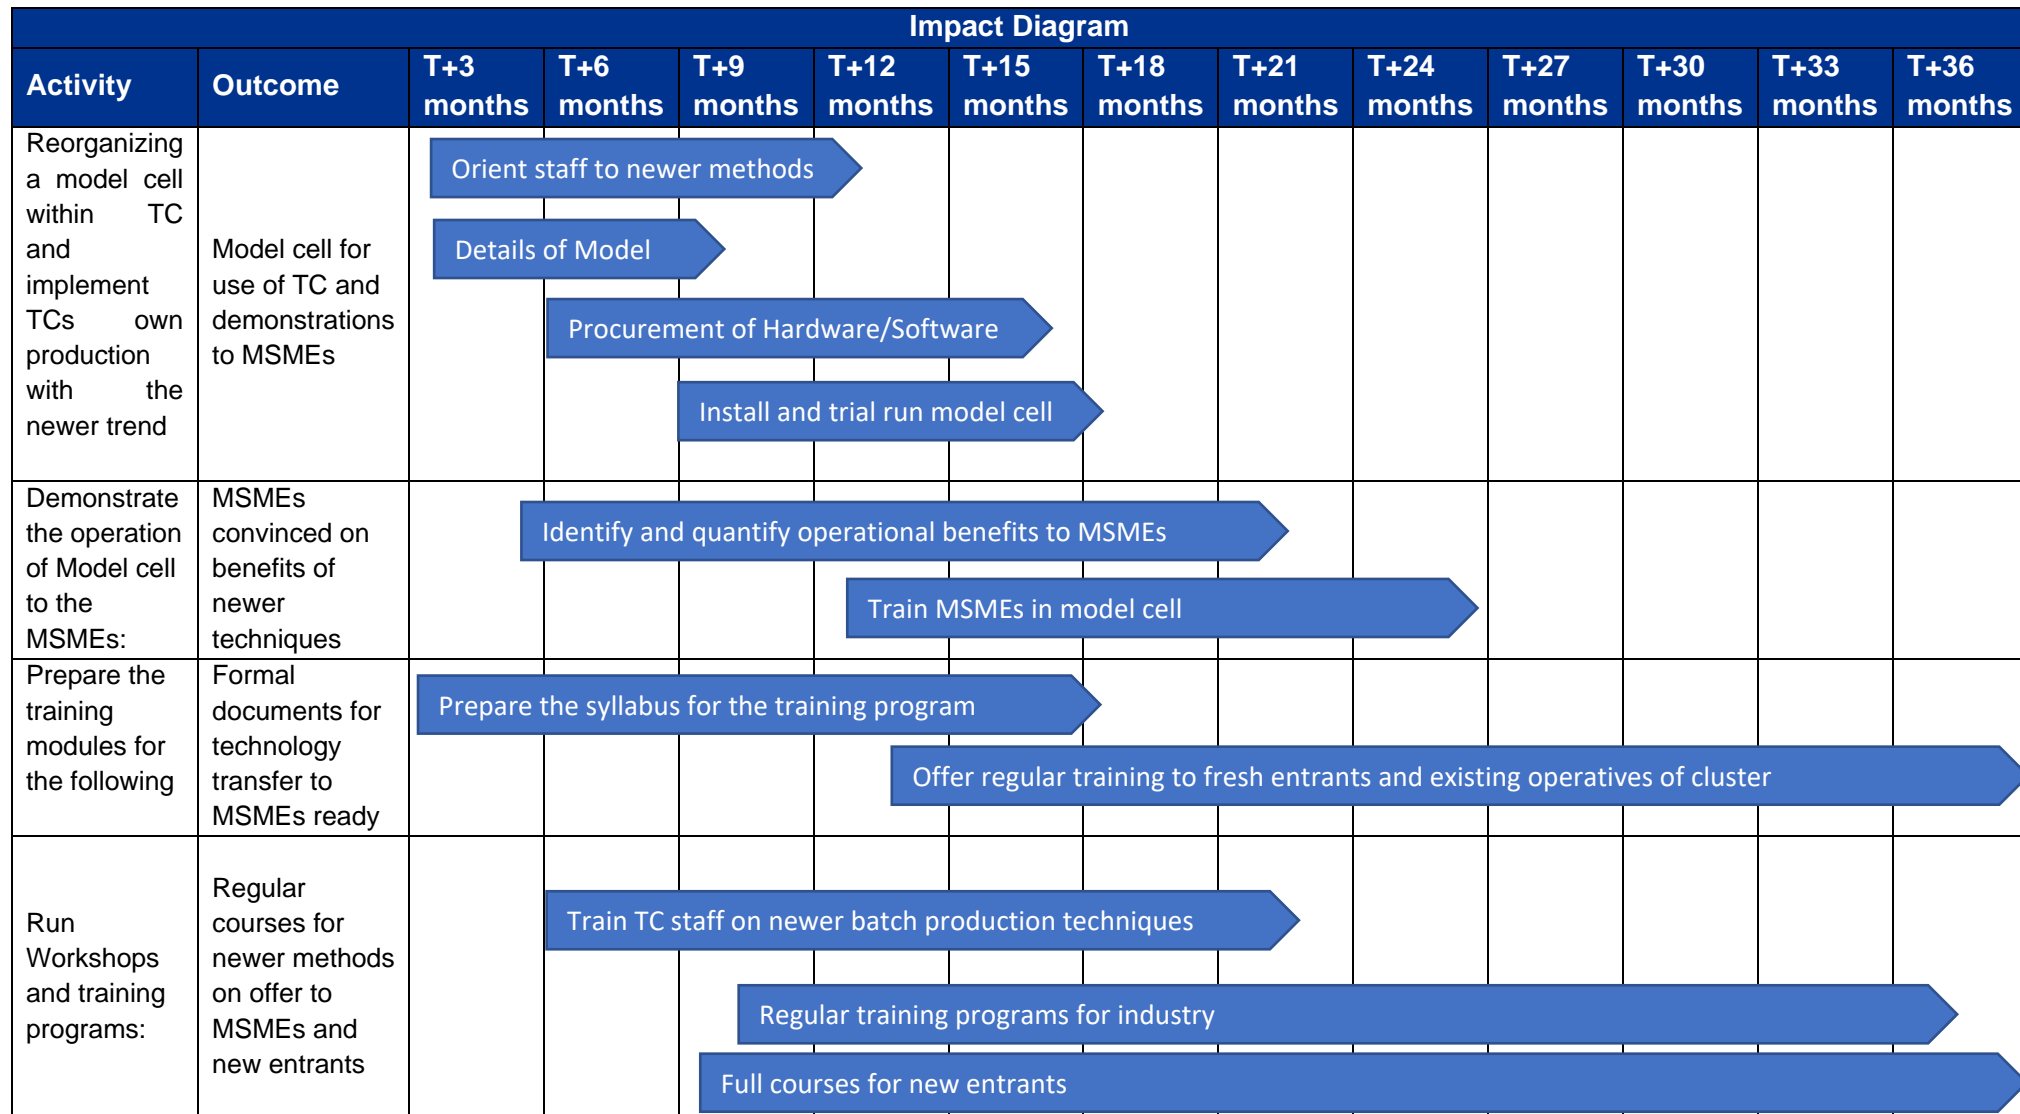 Impact Diagram
Activity
Outcome
T+3
months
T+6
months
T+9
months
T+12
months
T+15
months
T+18
months
T+21
months
T+24
months
T+27
months
T+30
months
T+33
months
T+36
months
Reorganizing
a model cell
within TC
and
implement
TCs own
production
with the
newer trend
Model cell for
use of TC and
demonstrations
to MSMEs
Orient staff to newer methods
Details of Model
Procurement of Hardware/Software
Install and trial run model cell
Demonstrate
the operation
of Model cell
to the
MSMEs:
MSMEs
convinced on
benefits of
newer
techniques
Identify and quantify operational benefits to MSMEs
Train MSMEs in model cell
Prepare the
training
modules for
the following
Formal
documents for
technology
transfer to
MSMEs ready
Prepare the syllabus for the training program
Offer regular training to fresh entrants and existing operatives of cluster
Run
Workshops
and training
programs:
Regular
courses for
newer methods
on offer to
MSMEs and
new entrants
Train TC staff on newer batch production techniques
Regular training programs for industry
Full courses for new entrants